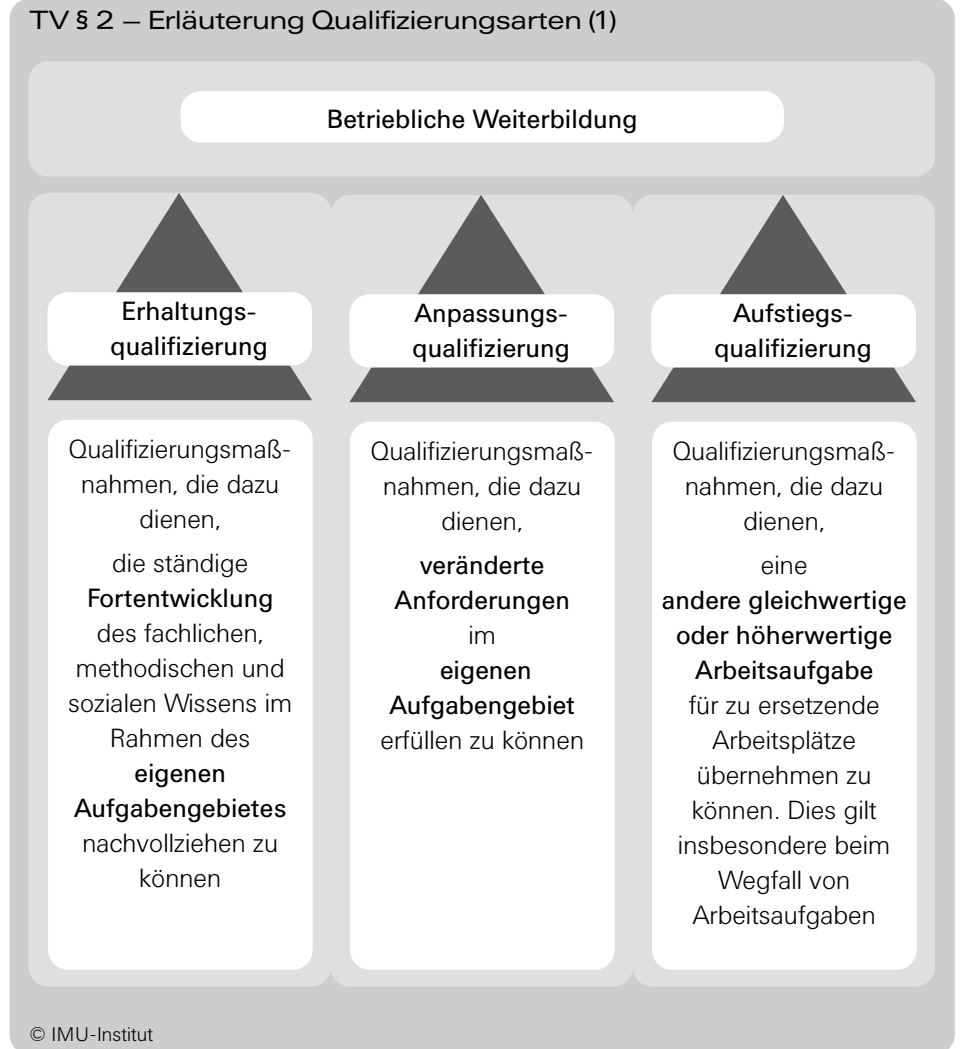 TV § 2 – Erläuterung Qualifizierungsarten (1)
Betriebliche Weiterbildung
Erhaltungs-
qualifizierung
Qualifizierungsmaß-
nahmen, die dazu
dienen,
die ständige
Fortentwicklung
des fachlichen,
methodischen und
sozialen Wissens im
Rahmen des
eigenen
Aufgabengebietes
nachvollziehen zu
können
Anpassungs-
qualifizierung
Qualifizierungsmaß-
nahmen, die dazu
dienen,
veränderte
Anforderungen
im
eigenen
Aufgabengebiet
erfüllen zu können
Aufstiegs-
qualifizierung
Qualifizierungsmaß-
nahmen, die dazu
dienen,
eine
andere gleichwertige
oder höherwertige
Arbeitsaufgabe
für zu ersetzende
Arbeitsplätze
übernehmen zu
können. Dies gilt
insbesondere beim
Wegfall von
Arbeitsaufgaben
© IMU-Institut